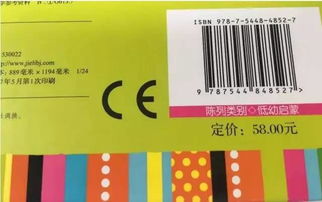 530022
www.jiehbj.com
889毫米×1194毫米 1/24
年5月第1次印刷
ISBN 978-7-5448-4852-7
9 787544 848527
CE
陈列类别◇低幼启蒙
定价：58.00元